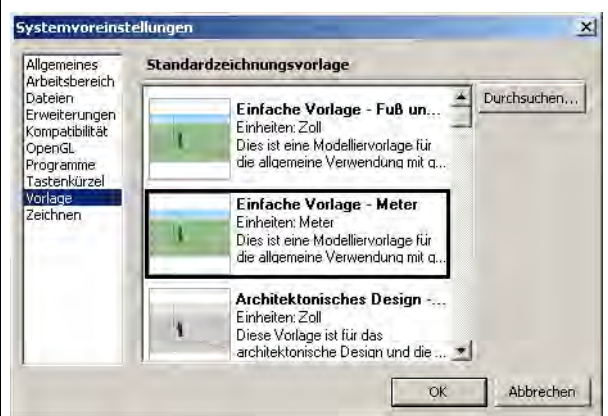 Systemvoreinstellungen
Allgemeines
Arbeitsbereich
Dateien
Erweiterungen
Kompatibilität
OpenGL
Programme
Tastenkürzel
Vorlage
Zeichnen
Standardzeichnungsvorlage
Einfache Vorlage - Fuß un...
Einheiten: Zoll
Dies ist eine Modelliervorlage für
die allgemeine Verwendung mit g...
Einfache Vorlage - Meter
Einheiten: Meter
Dies ist eine Modelliervorlage für
die allgemeine Verwendung mit g...
Architektonisches Design -...
Einheiten: Zoll
Diese Vorlage ist für das
architektonische Design und die ...
Durchsuchen...
OK
Abbrechen